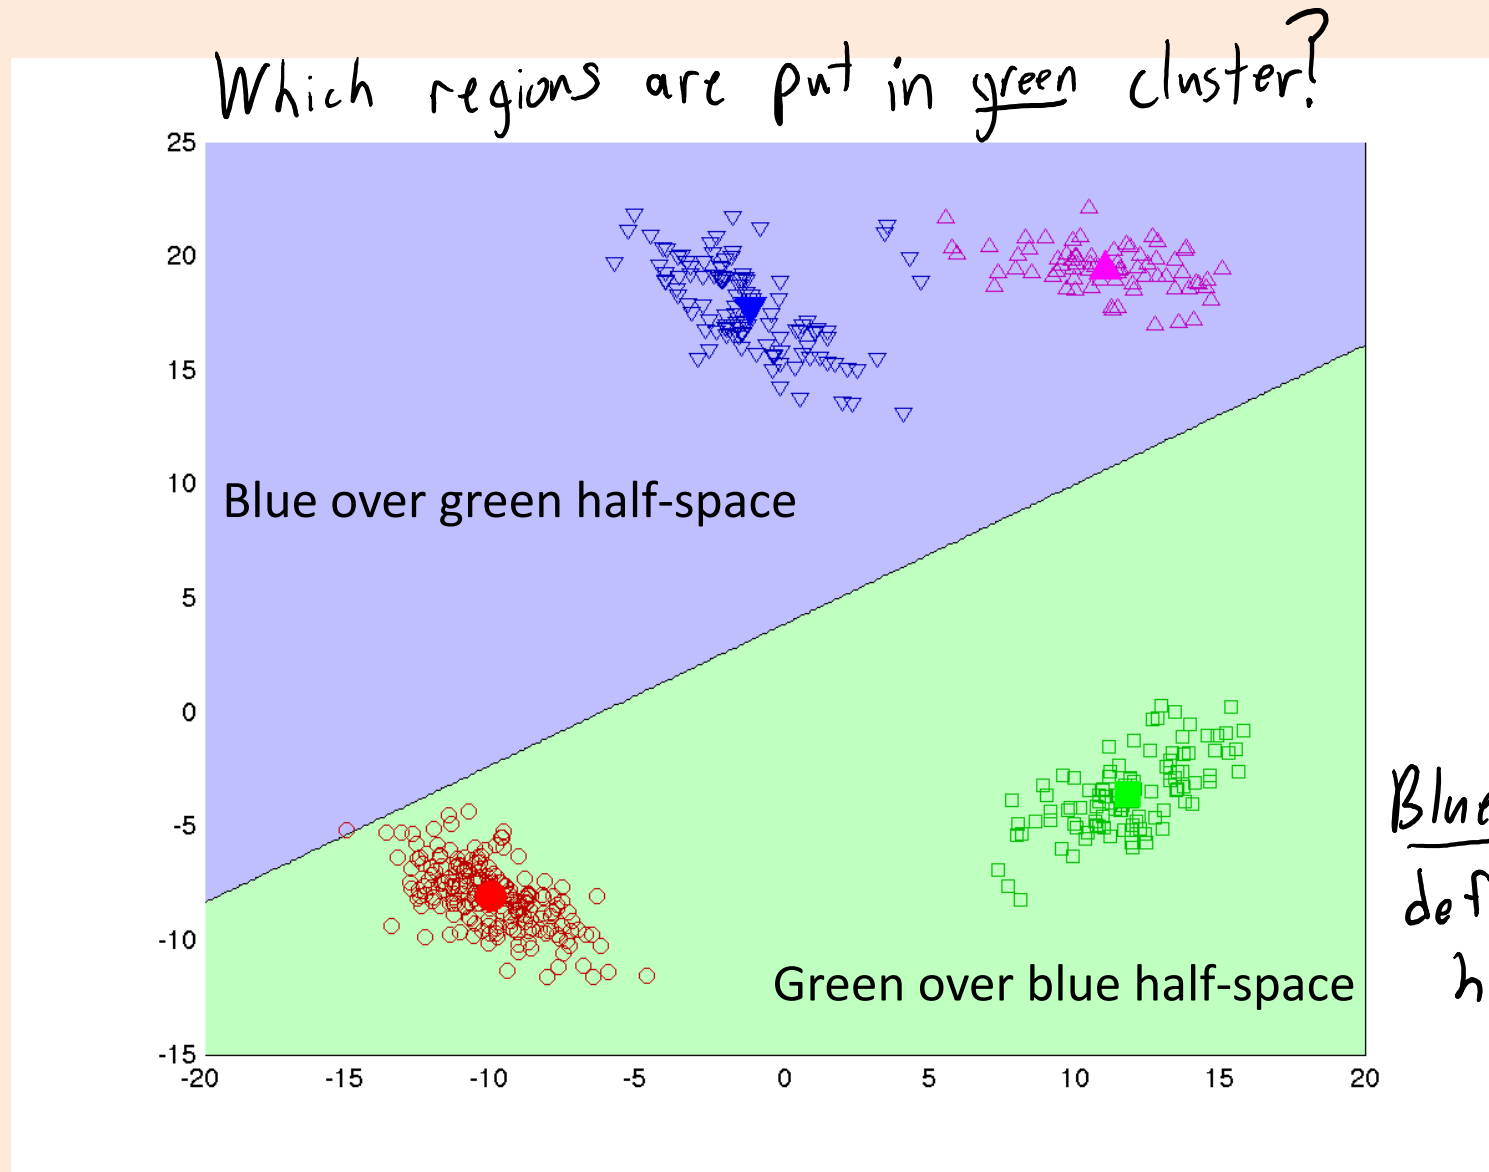 Which regions are put in green cluster?
25
20
15
10
5
0
-5
-10
-15
Blue over green half-space
Green over blue half-space
-20 -15 -10 -5 0 5 10 15 20
Blue
def
h